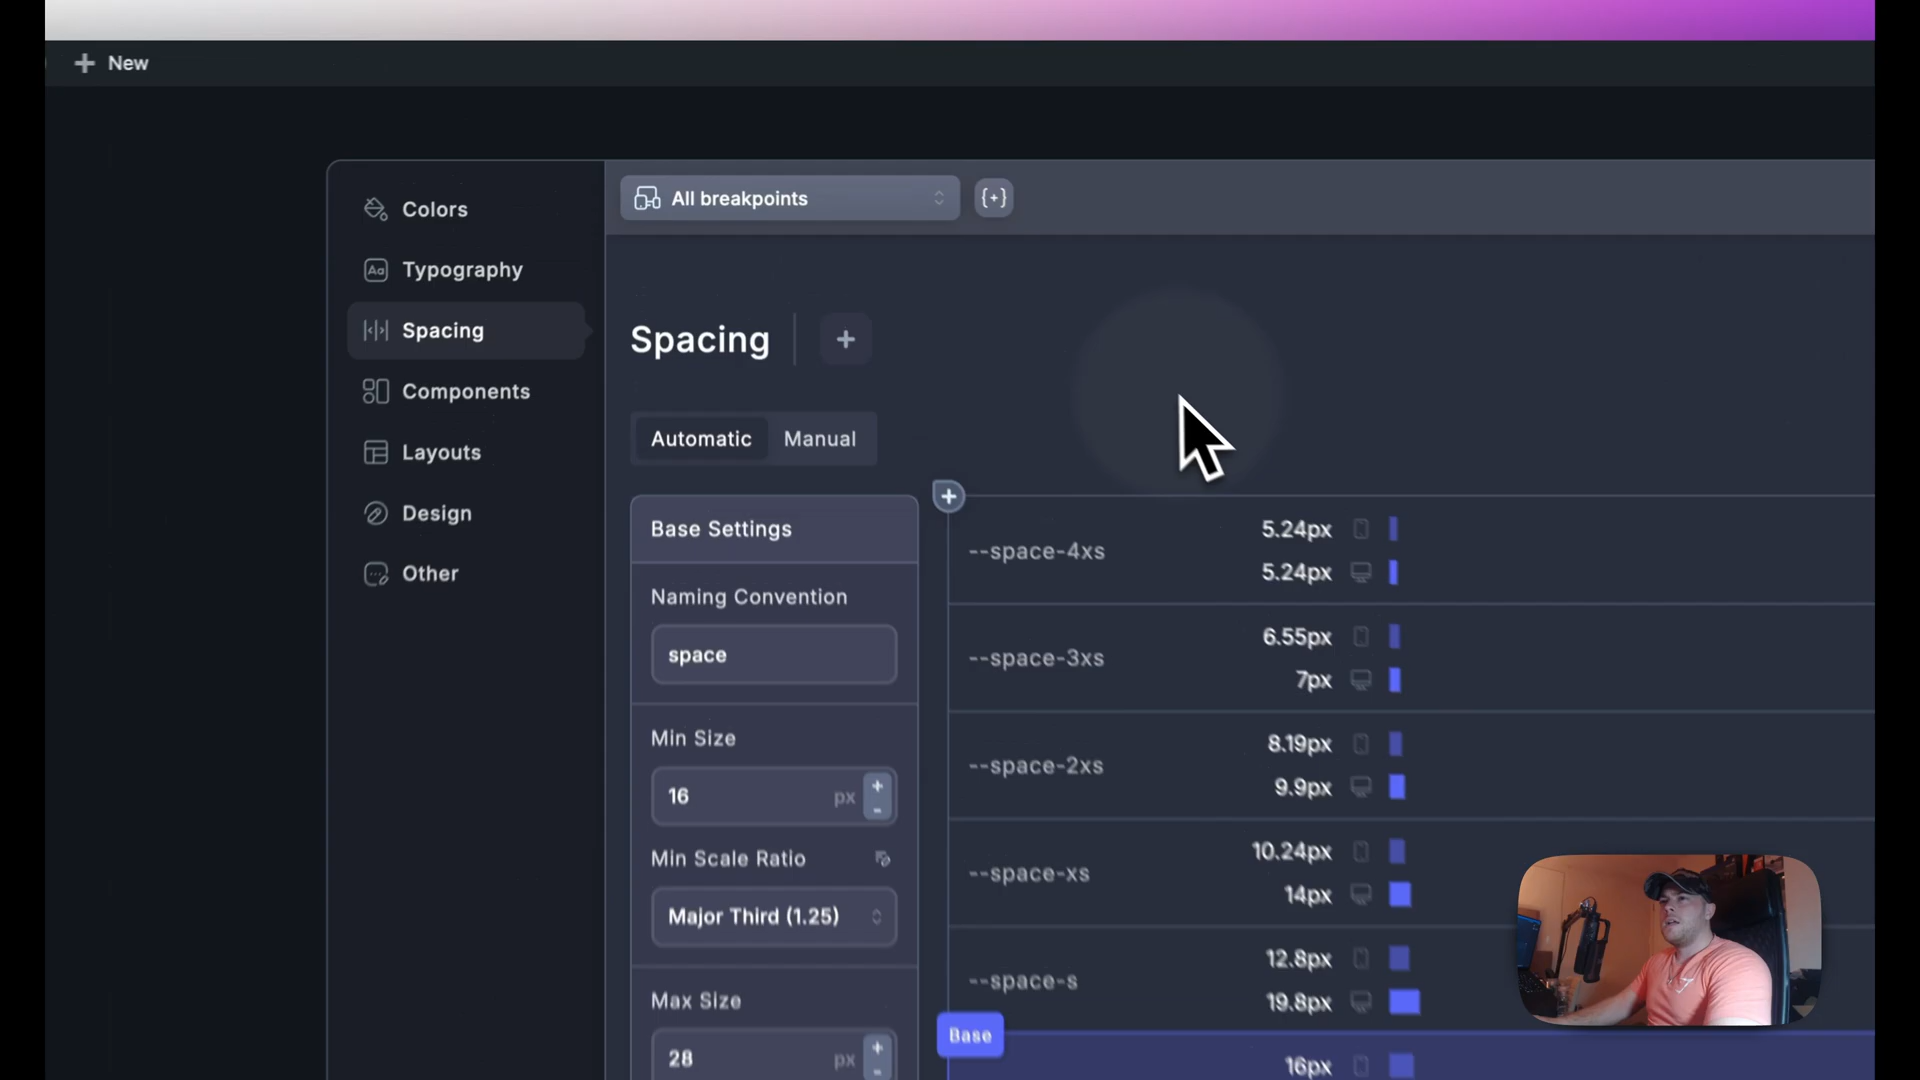 New
Colors
Typography
Spacing
Components
Layouts
Design
Other
All breakpoints
Spacing
Automatic
Manual
Base Settings
Naming Convention
space
Min Size
16 px
Min Scale Ratio
Major Third (1.25)
Max Size
28 px
--space-4xs
5.24px
5.24px
--space-3xs
6.55px
7px
--space-2xs
8.19px
9.9px
--space-xs
10.24px
14px
--space-s
12.8px
19.8px
Base
16px